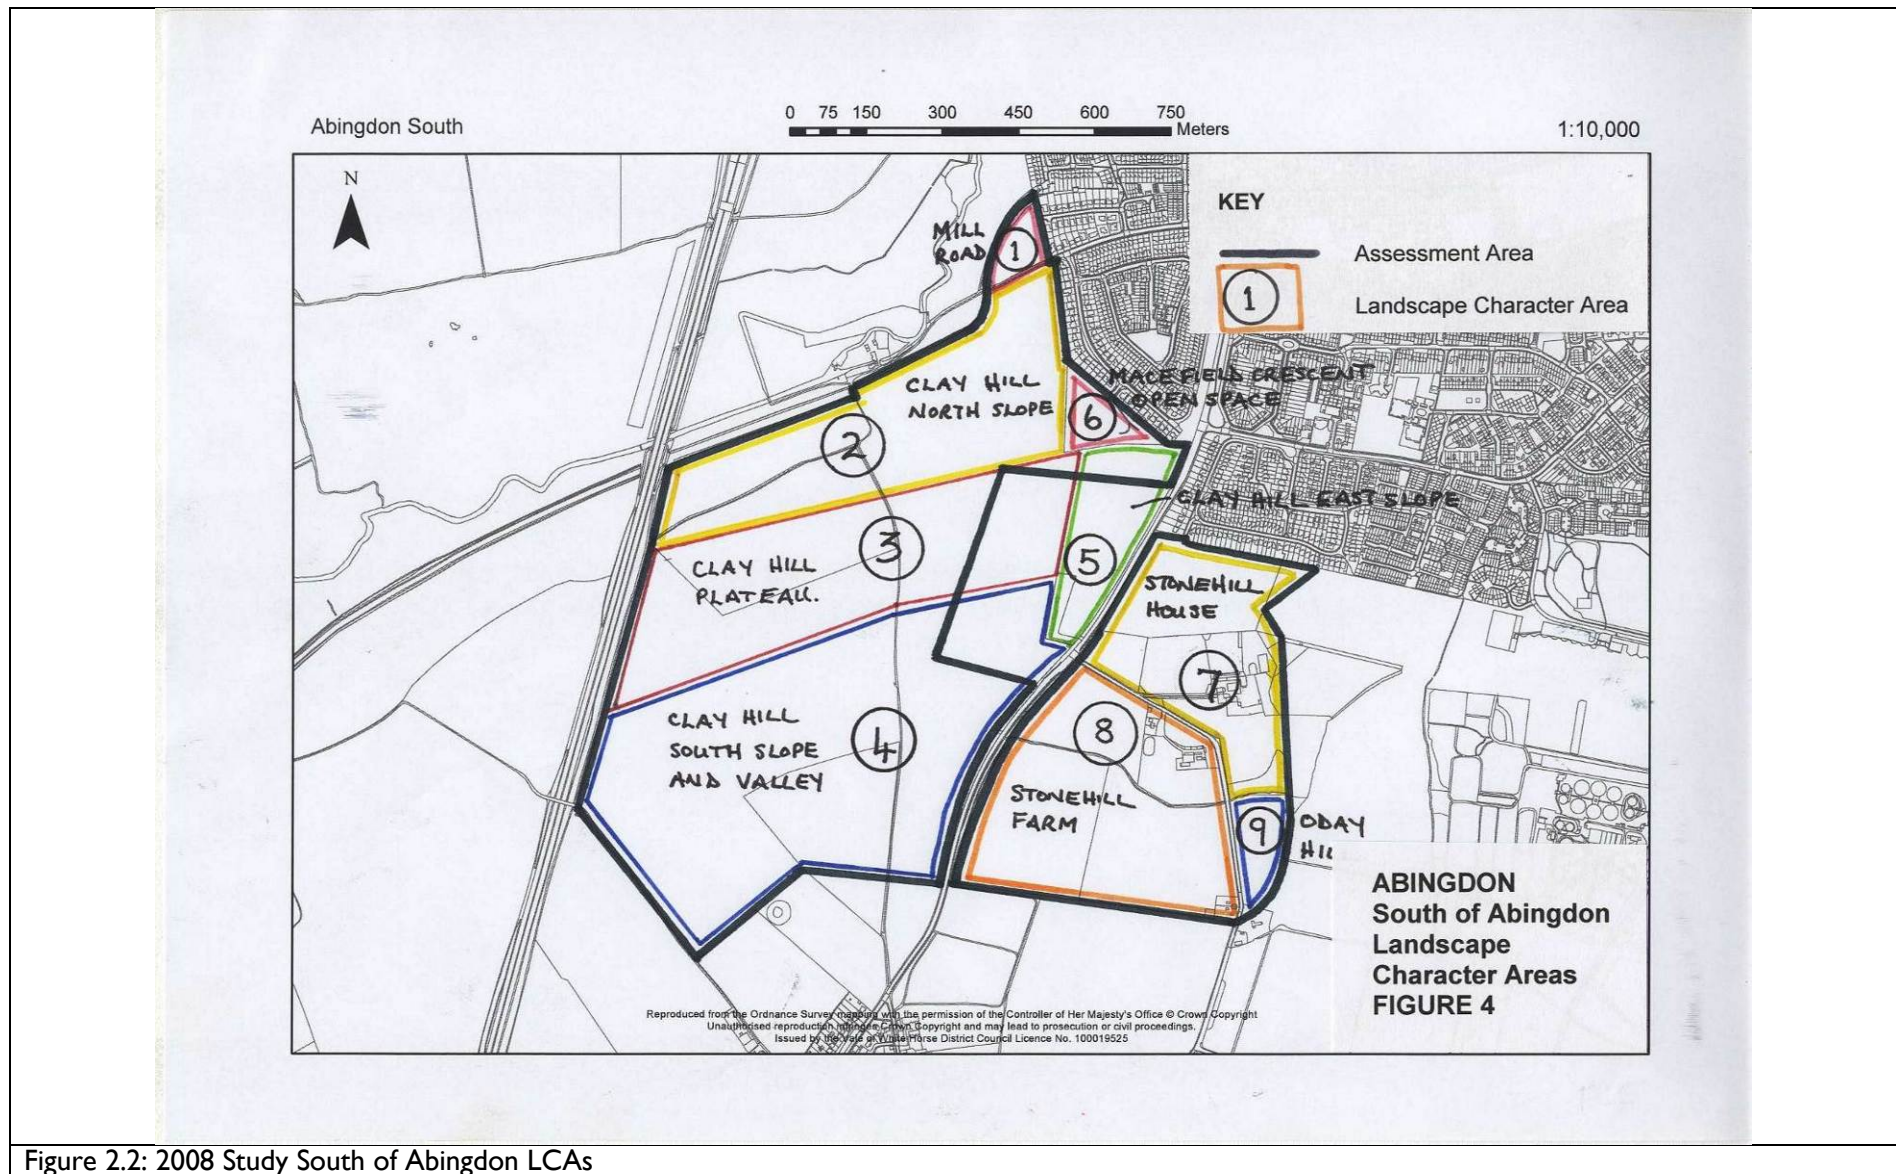 Abingdon South
0 75 150 300 450 600 750
Meters
1:10,000
N
KEY
Assessment Area
1
Landscape Character Area
MILL
ROAD
1
CLAY HILL
NORTH SLOPE
2
MACEFIELD CRESCENT
OPEN SPACE
6
CLAY HILL EAST SLOPE
3
CLAY HILL
PLATEAU.
5
STONEHILL
HOUSE
7
CLAY HILL
SOUTH SLOPE
AND VALLEY
4
8
STONEHILL
FARM
9
ODAY
HIL
ABINGDON
South of Abingdon
Landscape
Character Areas
FIGURE 4
Reproduced from the Ordnance Survey mapping with the permission of the Controller of Her Majesty's Office © Crown Copyright
Unauthorised reproduction infringes Crown Copyright and may lead to prosecution or civil proceedings.
Issued by the Vale of White Horse District Council Licence No. 100019525
Figure 2.2: 2008 Study South of Abingdon LCAs